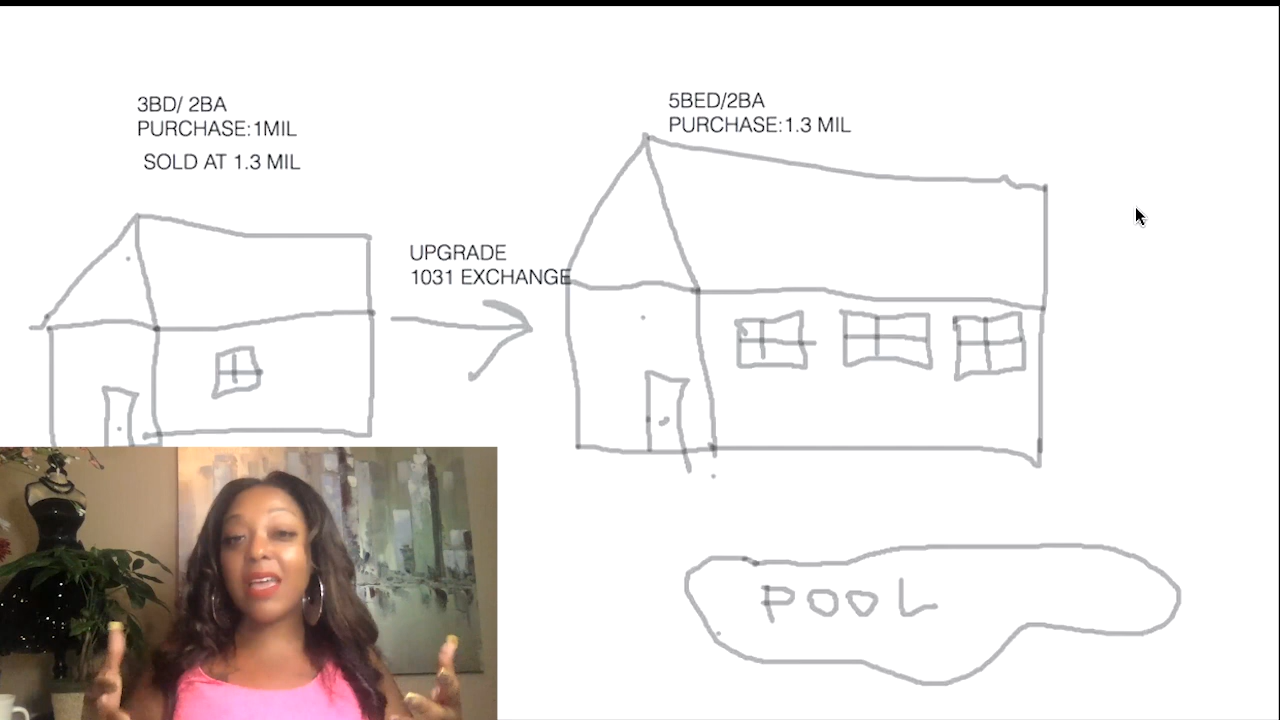 3BD/ 2BA
PURCHASE:1MIL
SOLD AT 1.3 MIL
UPGRADE
1031 EXCHANGE
5BED/2BA
PURCHASE:1.3 MIL
POOL